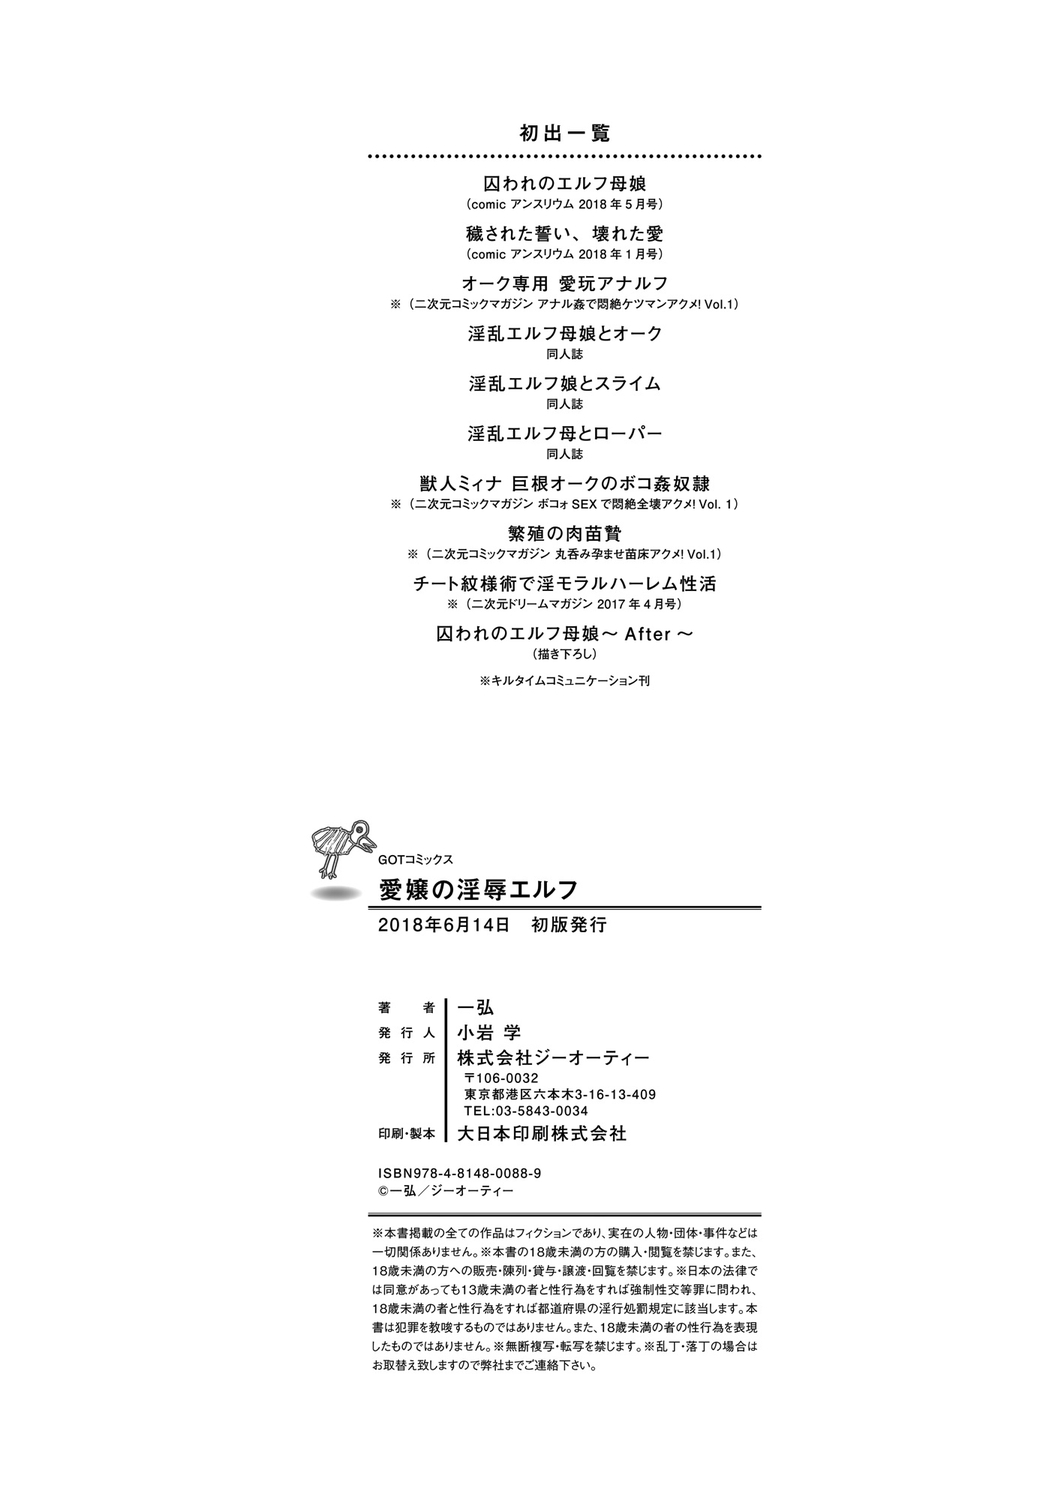 初出一覧
囚われのエルフ母娘
(comic アンスリウム 2018 年 5 月号)
穢された誓い、壊れた愛
(comic アンスリウム 2018 年 1 月号)
オーク専用 愛玩アナルフ
※(二次元コミックマガジン アナル姦で悶絶ケツマンアクメ! Vol.1)
淫乱エルフ母娘とオーク
同人誌
淫乱エルフ娘とスライム
同人誌
淫乱エルフ母とローパー
同人誌
獣人ミィナ 巨根オークのボコ姦奴隷
※(二次元コミックマガジン ボコォ SEX で悶絶全壊アクメ! Vol. 1)
繁殖の肉苗贄
※(二次元コミックマガジン 丸呑み孕ませ苗床アクメ! Vol.1)
チート紋様術で淫モラルハーレム性活
※(二次元ドリームマガジン 2017 年 4 月号)
囚われのエルフ母娘～ After ～
(描き下ろし)
※キルタイムコミュニケーション刊
GOTコミックス
愛嬢の淫辱エルフ
2018年6月14日 初版発行
著者 一弘
発行人 小岩 学
発行所 株式会社ジーオーティー
〒106-0032
東京都港区六本木3-16-13-409
TEL:03-5843-0034
印刷・製本 大日本印刷株式会社
ISBN978-4-8148-0088-9
©一弘／ジーオーティー
※本書掲載の全ての作品はフィクションであり、実在の人物・団体・事件などは
一切関係ありません。※本書の18歳未満の方の購入・閲覧を禁じます。また、
18歳未満の方への販売・陳列・貸与・譲渡・回覧を禁じます。※日本の法律で
は同意があっても13歳未満の者と性行為をすれば強制性交等罪に問われ、
18歳未満の者と性行為をすれば都道府県の淫行処罰規定に該当します。本
書は犯罪を教唆するものではありません。また、18歳未満の者の性行為を表現
したものではありません。※無断複写・転写を禁じます。※乱丁・落丁の場合は
お取替え致しますので弊社までご連絡下さい。